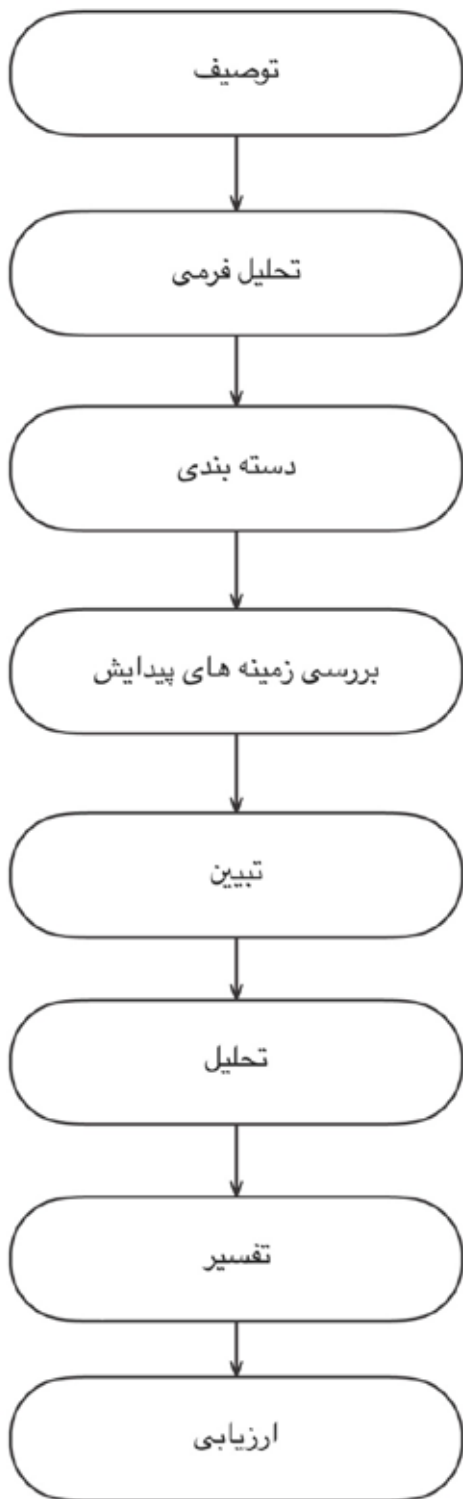 توصیف
تحلیل فرمی
دسته بندی
بررسی زمینه های پیدایش
تبیین
تحلیل
تفسیر
ارزیابی